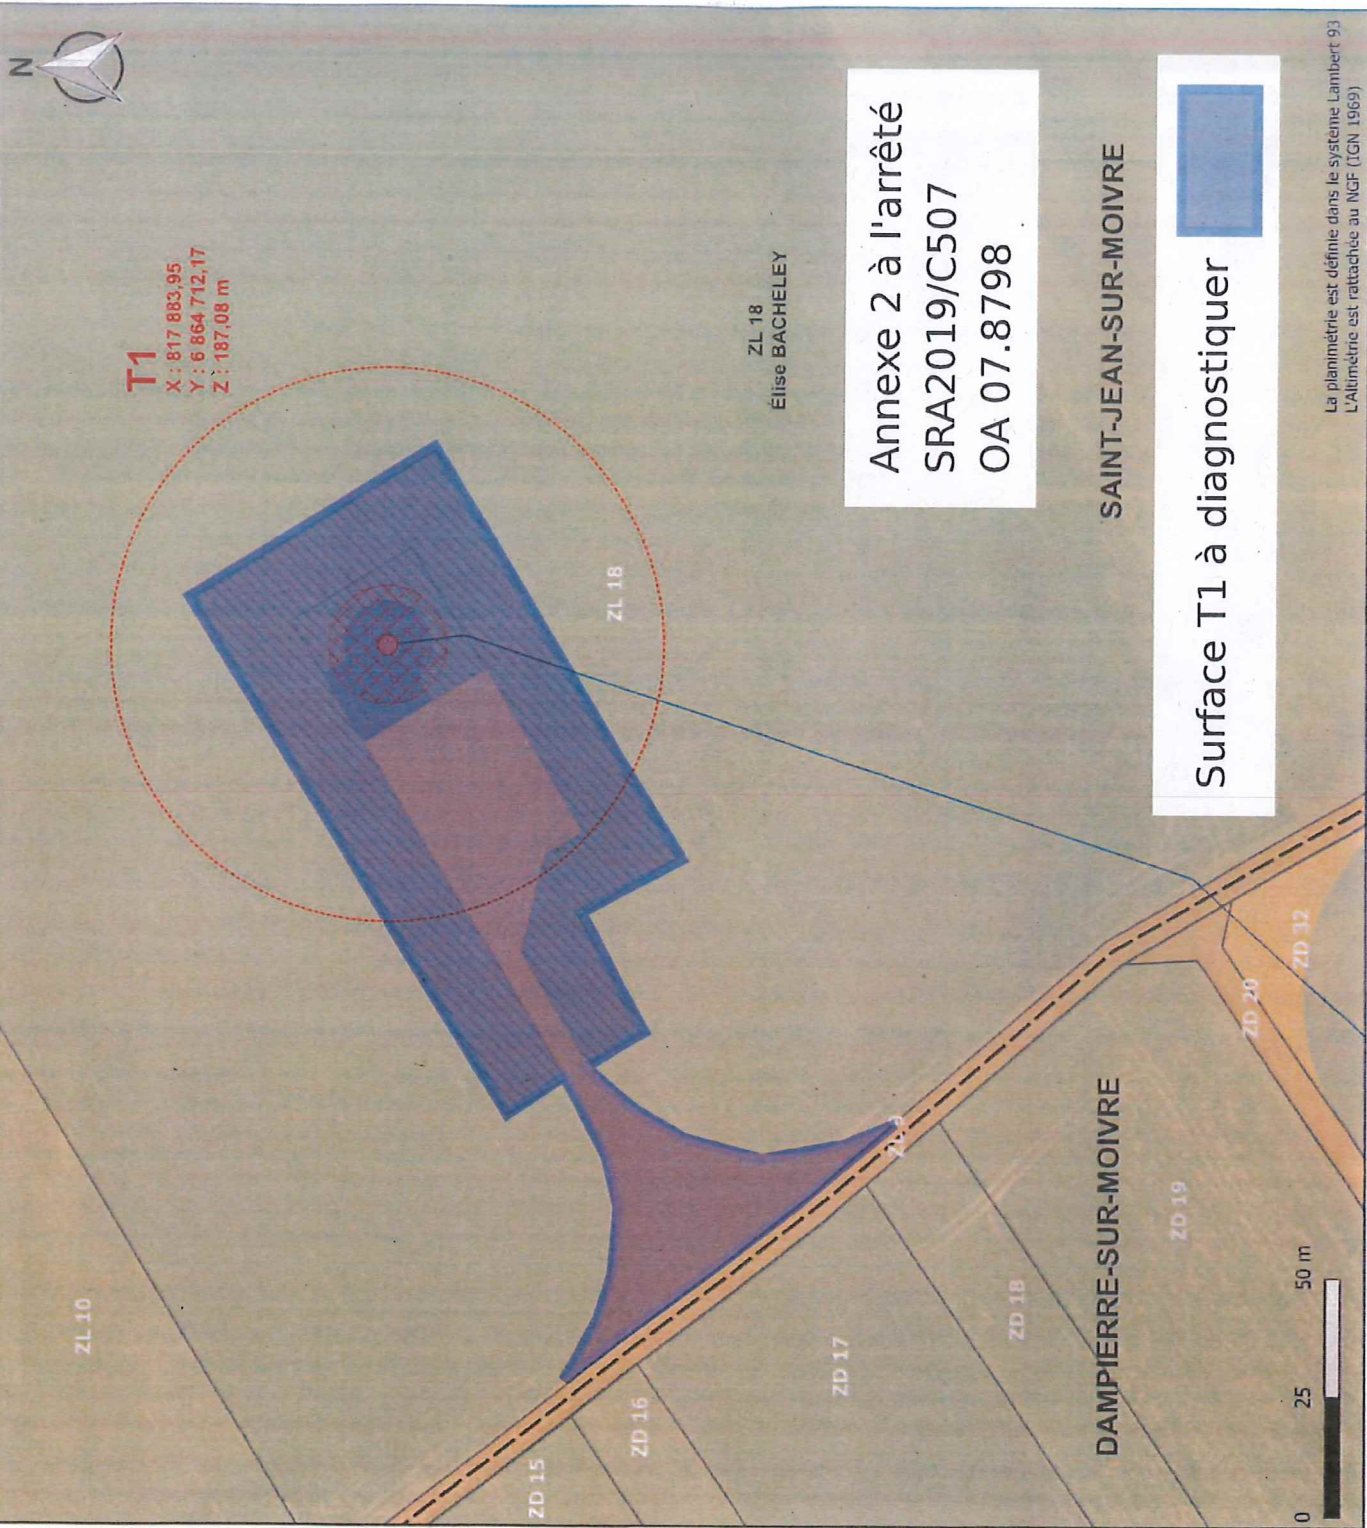 N
T1
X : 817 883,95
Y : 6 864 712,17
Z : 187,08 m
ZL 10
ZL 18
ZL 18
Élise BACHELEY
Annexe 2 à l'arrêté
SRA2019/C507
OA 07.8798
ZD 15
ZD 16
ZD 17
ZD 18
ZD 19
ZD 20
ZD 32
DAMPIERRE-SUR-MOIVRE
SAINT-JEAN-SUR-MOIVRE
Surface T1 à diagnostiquer
0
25
50 m
La planimétrie est définie dans le système Lambert 93
L'Altimétrie est rattachée au NGF (IGN 1969)